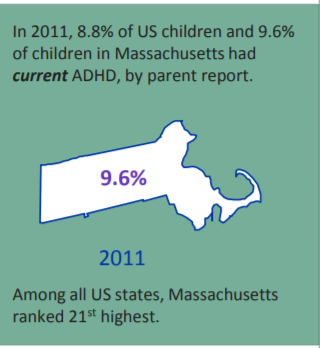 In 2011, 8.8% of US children and 9.6%
of children in Massachusetts had
current ADHD, by parent report.
9.6%
2011
Among all US states, Massachusetts
ranked 21st highest.